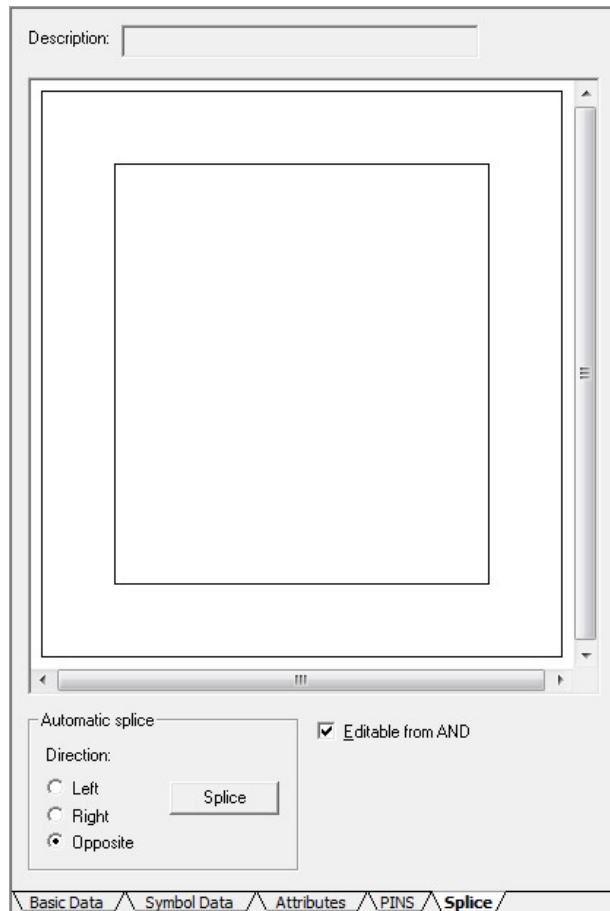 Description:
Automatic splice
Editable from AND
Direction:
Left
Splice
Right
Opposite
Basic Data
Symbol Data
Attributes
PINS
Splice